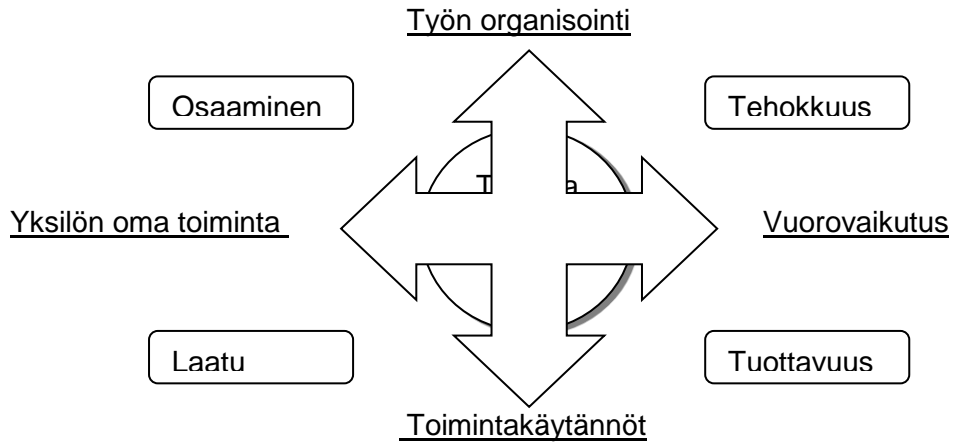 Työn organisointi
Osaaminen
Tehokkuus
Yksilön oma toiminta
Vuorovaikutus
Laatu
Tuottavuus
Toimintakäytännöt